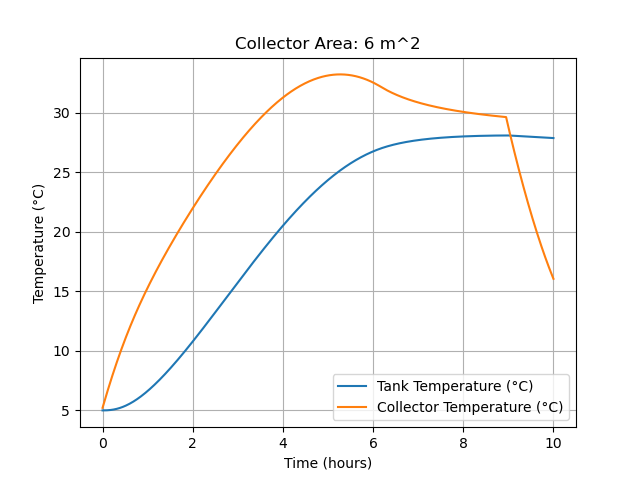 Collector Area: 6 m^2
Temperature (°C)
30
25
20
15
10
5
Tank Temperature (°C)
Collector Temperature (°C)
0 2 4 6 8 10
Time (hours)